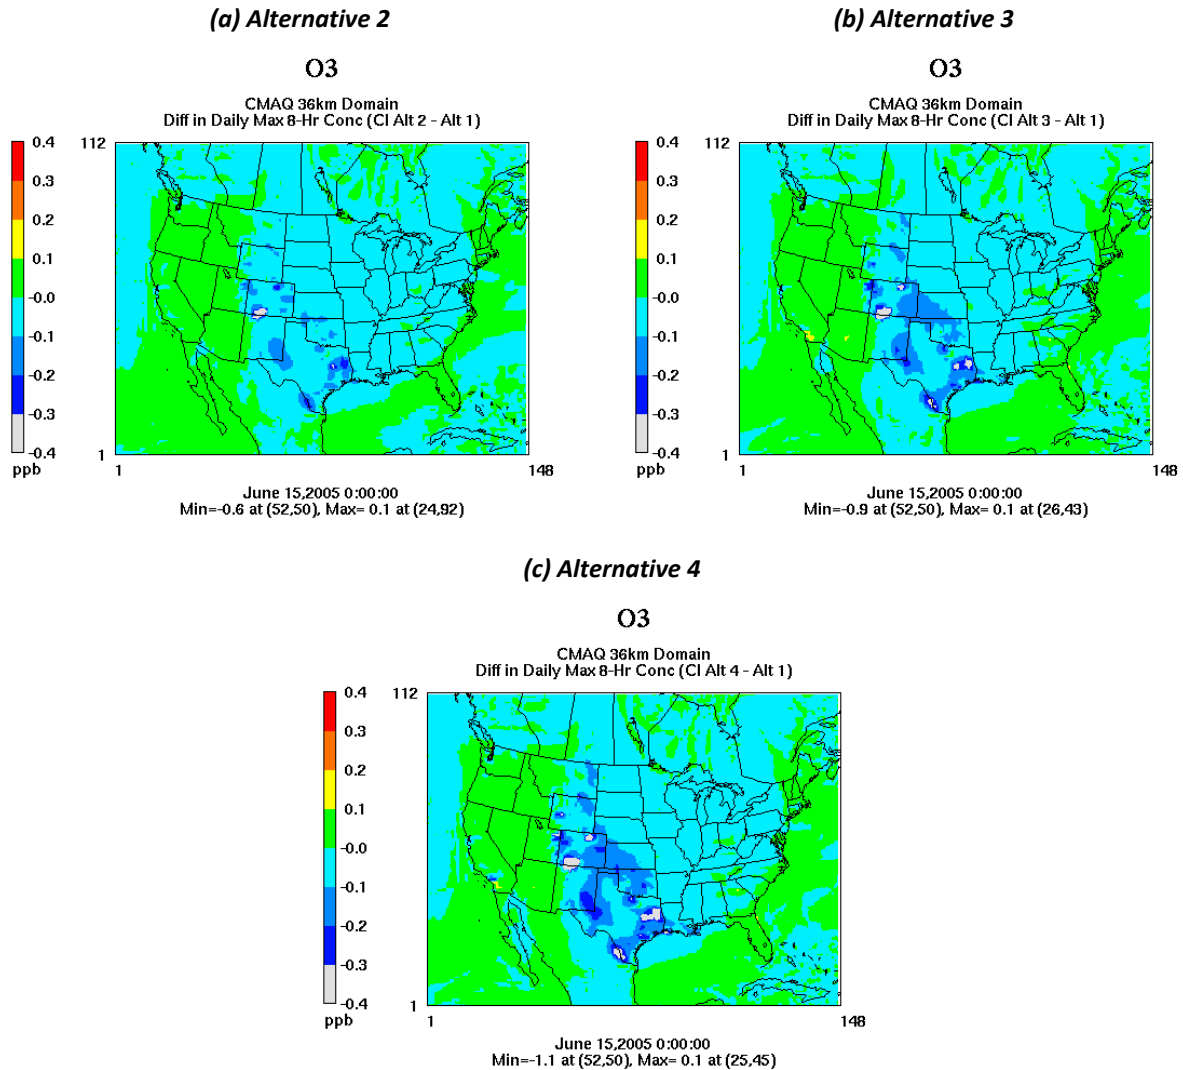 (a) Alternative 2
O3
CMAQ 36km Domain
Diff in Daily Max 8-Hr Conc (CI Alt 2 - Alt 1)
0.4
0.3
0.2
0.1
-0.0
-0.1
-0.2
-0.3
-0.4
ppb
112
1
1
148
June 15,2005 0:00:00
Min=-0.6 at (52,50), Max= 0.1 at (24,92)
(b) Alternative 3
O3
CMAQ 36km Domain
Diff in Daily Max 8-Hr Conc (CI Alt 3 - Alt 1)
0.4
0.3
0.2
0.1
-0.0
-0.1
-0.2
-0.3
-0.4
ppb
112
1
1
148
June 15,2005 0:00:00
Min=-0.9 at (52,50), Max= 0.1 at (26,43)
(c) Alternative 4
O3
CMAQ 36km Domain
Diff in Daily Max 8-Hr Conc (CI Alt 4 - Alt 1)
0.4
0.3
0.2
0.1
-0.0
-0.1
-0.2
-0.3
-0.4
ppb
112
1
1
148
June 15,2005 0:00:00
Min=-1.1 at (52,50), Max= 0.1 at (25,45)